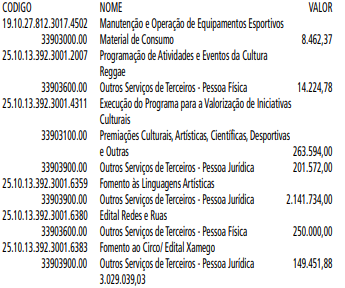 CODIGO NOME VALOR
19.10.27.812.3017.4502 Manutenção e Operação de Equipamentos Esportivos
33903000.00 Material de Consumo 8.462,37
25.10.13.392.3001.2007 Programação de Atividades e Eventos da Cultura
Reggae
33903600.00 Outros Serviços de Terceiros - Pessoa Física 14.224,78
25.10.13.392.3001.4311 Execução do Programa para a Valorização de Iniciativas
Culturais
33903100.00 Premiações Culturais, Artísticas, Científicas, Desportivas
e Outras 263.594,00
33903900.00 Outros Serviços de Terceiros - Pessoa Jurídica 201.572,00
25.10.13.392.3001.6359 Fomento às Linguagens Artísticas
33903900.00 Outros Serviços de Terceiros - Pessoa Jurídica 2.141.734,00
25.10.13.392.3001.6380 Edital Redes e Ruas
33903600.00 Outros Serviços de Terceiros - Pessoa Física 250.000,00
25.10.13.392.3001.6383 Fomento ao Circo/ Edital Xamego
33903900.00 Outros Serviços de Terceiros - Pessoa Jurídica 149.451,88
3.029.039,03